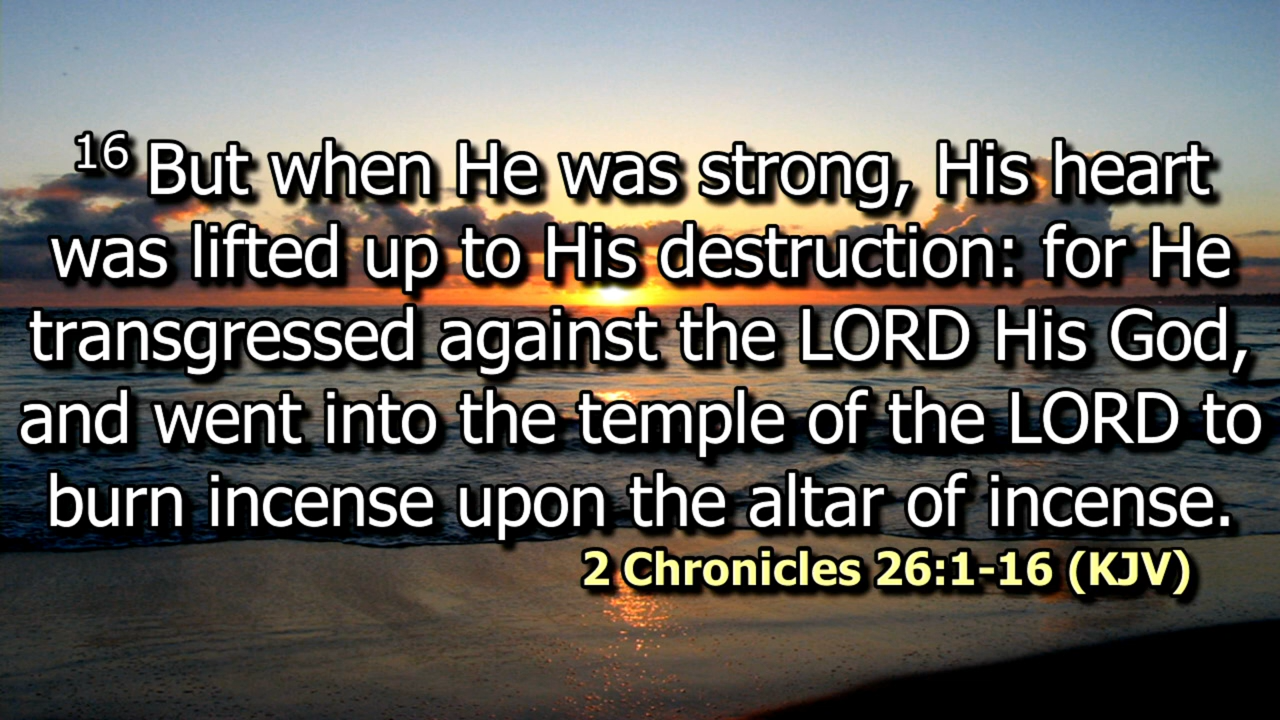 16 But when He was strong, His heart
was lifted up to His destruction: for He
transgressed against the LORD His God,
and went into the temple of the LORD to
burn incense upon the altar of incense.
2 Chronicles 26:1-16 (KJV)